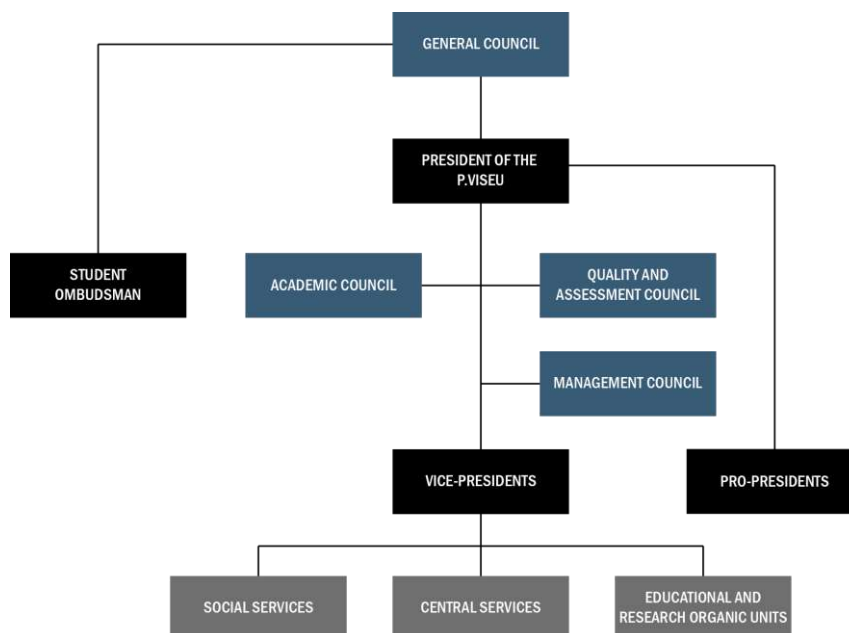 GENERAL COUNCIL
PRESIDENT OF THE
P.VISEU
STUDENT
OMBUDSMAN
ACADEMIC COUNCIL
QUALITY AND
ASSESSMENT COUNCIL
MANAGEMENT COUNCIL
VICE-PRESIDENTS
PRO-PRESIDENTS
SOCIAL SERVICES
CENTRAL SERVICES
EDUCATIONAL AND
RESEARCH ORGANIC UNITS